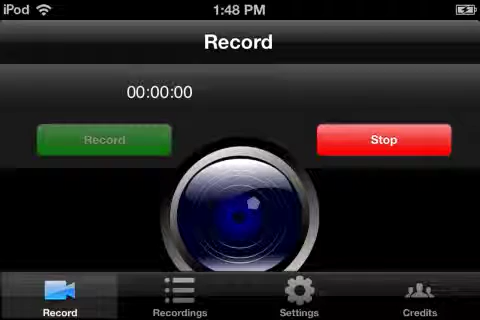 iPod 1:48 PM
Record
00:00:00
Record Stop
Record Recordings Settings Credits